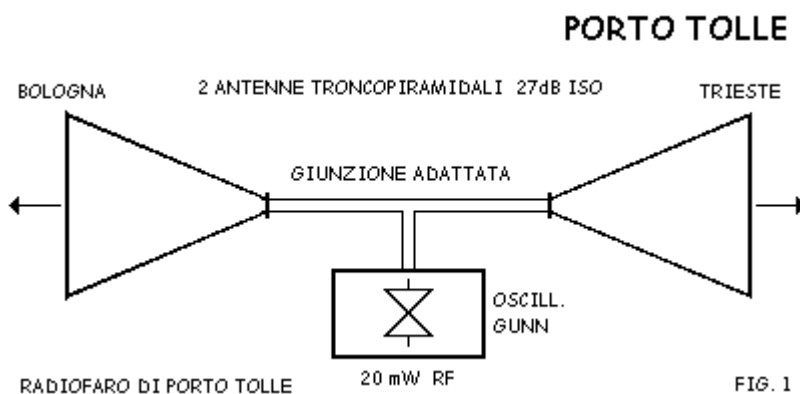 PORTO TOLLE
BOLOGNA
2 ANTENNE TRONCOPIRAMIDALI 27dB ISO
TRIESTE
GIUNZIONE ADATTATA
OSCILL.
GUNN
20 mW RF
RADIOFARO DI PORTO TOLLE
FIG. 1